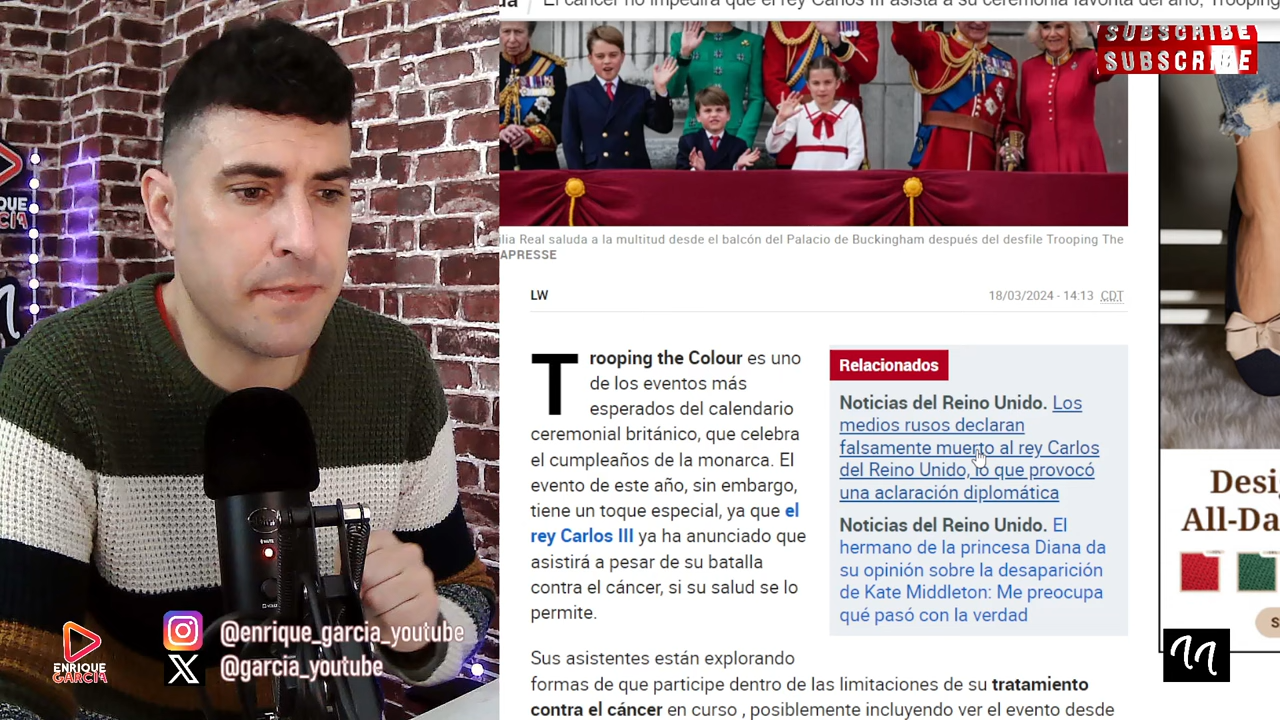 El cáncer no impedirá que el rey Carlos III asista a su ceremonia favorita del año, Trooping
SUBSCRIBE
SUBSCRIBE
ilia Real saluda a la multitud desde el balcón del Palacio de Buckingham después del desfile Trooping The
APRESSE
LW
18/03/2024 - 14:13 CDT
Trooping the Colour es uno
de los eventos más
esperados del calendario
ceremonial británico, que celebra
el cumpleaños de la monarca. El
evento de este año, sin embargo,
tiene un toque especial, ya que el
rey Carlos III ya ha anunciado que
asistirá a pesar de su batalla
contra el cáncer, si su salud se lo
permite.
Relacionados
Noticias del Reino Unido. Los
medios rusos declaran
falsamente muerto al rey Carlos
del Reino Unido, lo que provocó
una aclaración diplomática
Noticias del Reino Unido. El
hermano de la princesa Diana da
su opinión sobre la desaparición
de Kate Middleton: Me preocupa
qué pasó con la verdad
Sus asistentes están explorando
formas de que participe dentro de las limitaciones de su tratamiento
contra el cáncer en curso , posiblemente incluyendo ver el evento desde
Desi
All-Da
S
@enrique_garcia_youtube
@garcia_youtube
ENRIQUE
GARCIA